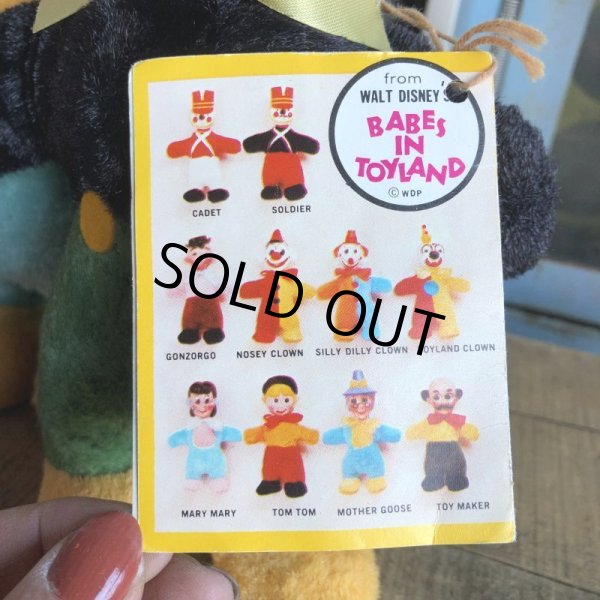 from
WALT DISNEY'S
BABES
IN
TOYLAND
© WDP
CADET SOLDIER
SOLD OUT
GONZORGO NOSEY CLOWN SILLY DILLY CLOWN TOYLAND CLOWN
MARY MARY TOM TOM MOTHER GOOSE TOY MAKER